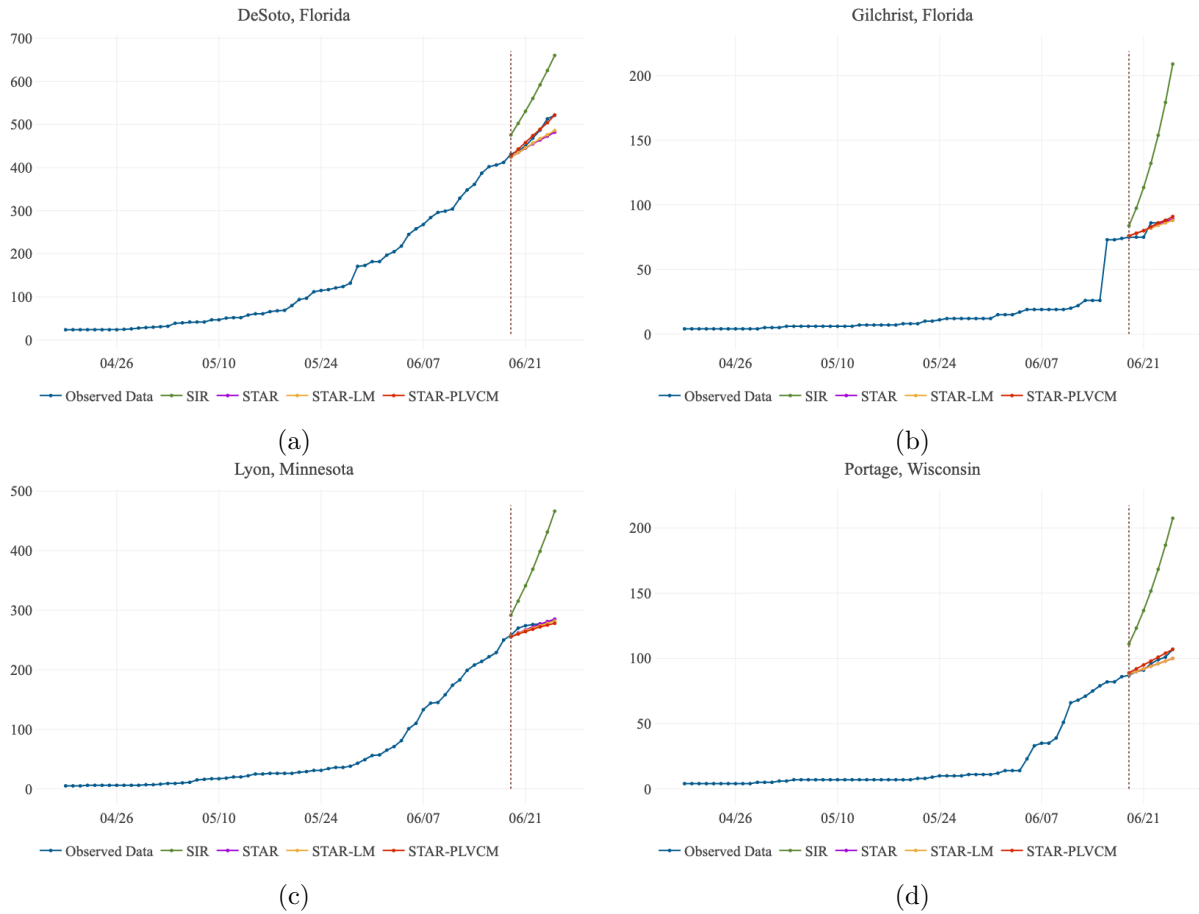 DeSoto, Florida
700
600
500
400
300
200
100
0
04/26 05/10 05/24 06/07 06/21
Observed Data SIR STAR STAR-LM STAR-PLVCM
(a)
Gilchrist, Florida
200
150
100
50
0
04/26 05/10 05/24 06/07 06/21
Observed Data SIR STAR STAR-LM STAR-PLVCM
(b)
Lyon, Minnesota
500
400
300
200
100
0
04/26 05/10 05/24 06/07 06/21
Observed Data SIR STAR STAR-LM STAR-PLVCM
(c)
Portage, Wisconsin
200
150
100
50
0
04/26 05/10 05/24 06/07 06/21
Observed Data SIR STAR STAR-LM STAR-PLVCM
(d)